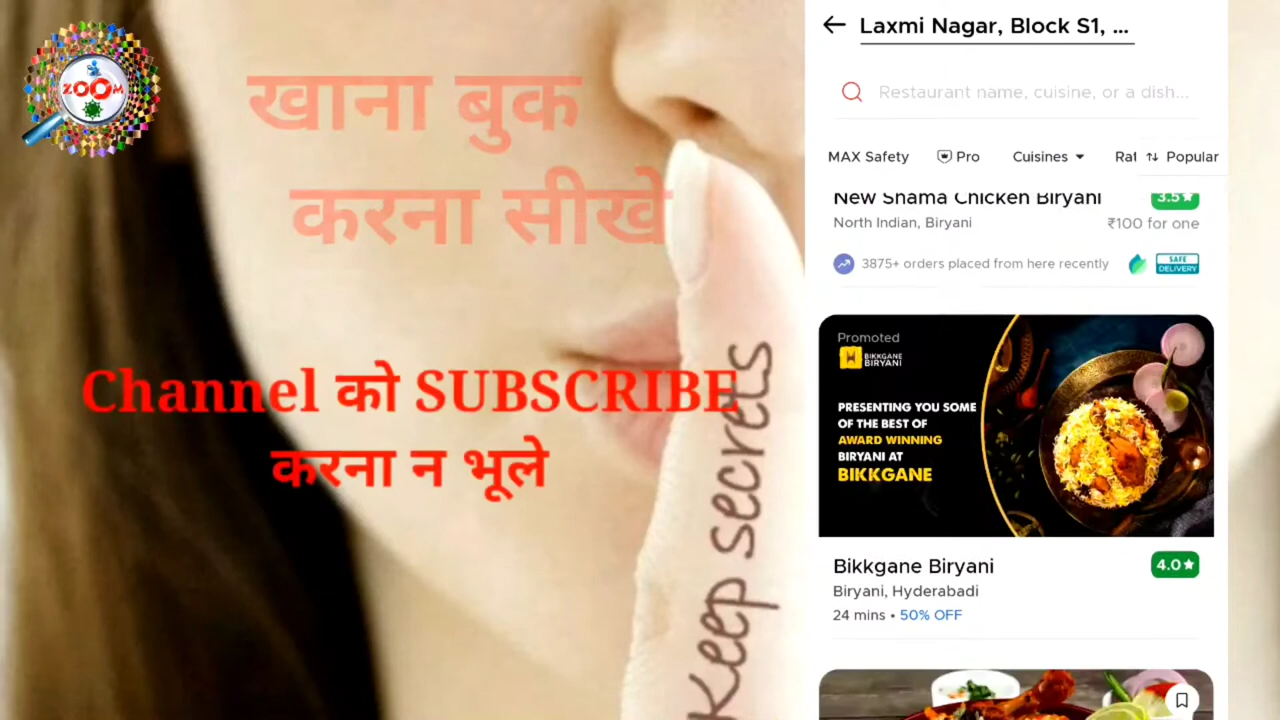 ZOOM
खाना बुक
करना सीखे
Channel को SUBSCRIBE
करना न भूले
Keep secrets
Laxmi Nagar, Block S1, ...
Restaurant name, cuisine, or a dish...
MAX Safety Pro Cuisines Rat Popular
New Shama Chicken Biryani 3.5★
North Indian, Biryani ₹100 for one
3875+ orders placed from here recently SAFE DELIVERY
Promoted
BIKKGANE
BIRYANI
PRESENTING YOU SOME
OF THE BEST OF
AWARD WINNING
BIRYANI AT
BIKKGANE
Bikkgane Biryani 4.0★
Biryani, Hyderabadi
24 mins • 50% OFF